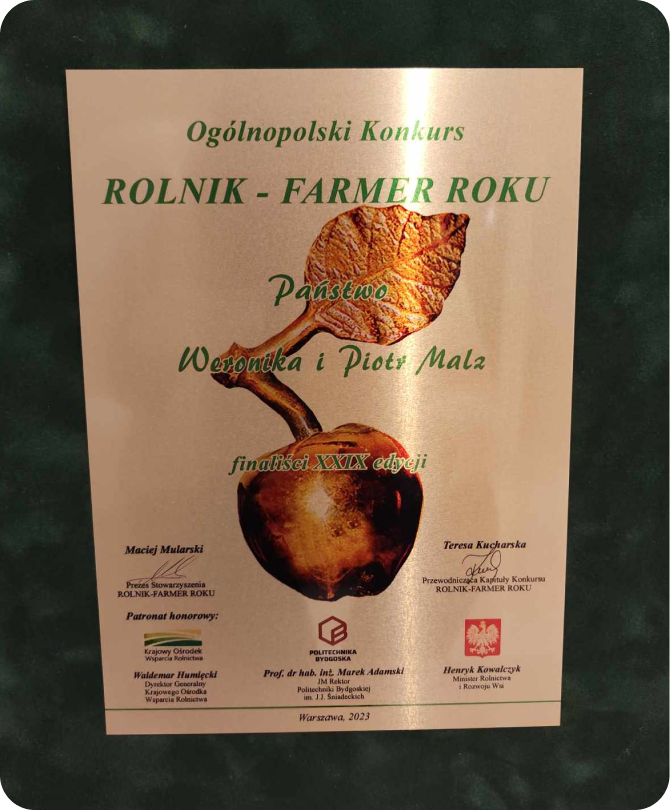 Ogólnopolski Konkurs
ROLNIK - FARMER ROKU
Państwo
Weronika i Piotr Malz
finaliści XXIX edycji
Maciej Mularski
Prezes Stowarzyszenia
ROLNIK-FARMER ROKU
Teresa Kucharska
Przewodnicząca Kapituły Konkursu
ROLNIK-FARMER ROKU
Patronat honorowy:
Krajowy Ośrodek
Wsparcia Rolnictwa
Waldemar Humięcki
Dyrektor Generalny
Krajowego Ośrodka
Wsparcia Rolnictwa
POLITECHNIKA
BYDGOSKA
Prof. dr hab. inż. Marek Adamski
JM Rektor
Politechniki Bydgoskiej
im. J.J. Śniadeckich
Henryk Kowalczyk
Minister Rolnictwa
i Rozwoju Wsi
Warszawa, 2023